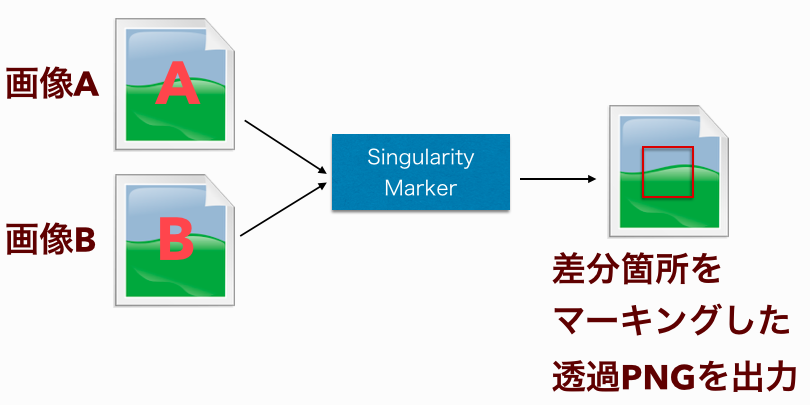 画像A
A
画像B
B
Singularity
Marker
差分箇所を
マーキングした
透過PNGを出力